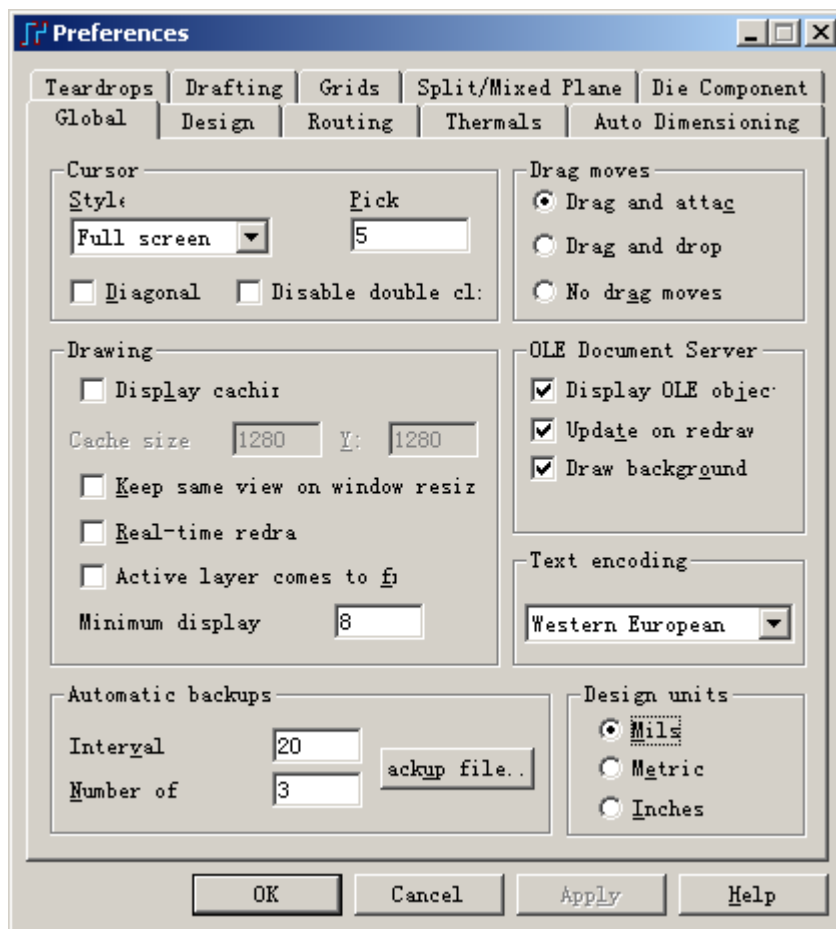 Preferences
Teardrops Drafting Grids Split/Mixed Plane Die Component
Global Design Routing Thermals Auto Dimensioning
Cursor
Style Pick
Full screen 5
Diagonal Disable double cl:
Drag moves
Drag and attac
Drag and drop
No drag moves
Drawing
Display cachin
Cache size 1280 Y: 1280
Keep same view on window resiz
Real-time redra
Active layer comes to fr
Minimum display 8
OLE Document Server
Display OLE objec
Update on redraw
Draw background
Text encoding
Western European
Automatic backups
Interval 20
Number of 3
ackup file..
Design units
Mils
Metric
Inches
OK Cancel Apply Help